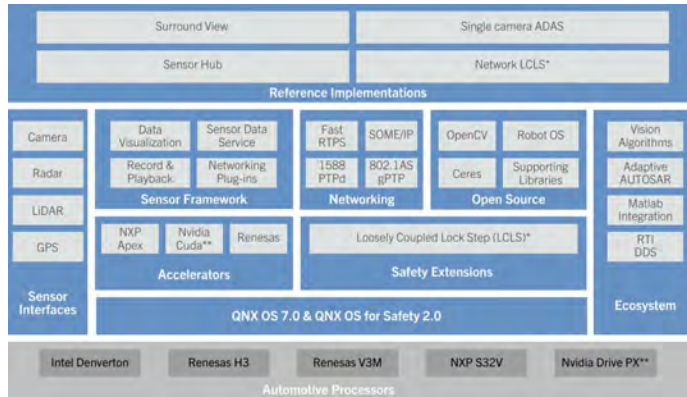 Surround View
Single camera ADAS
Sensor Hub
Network LCLS*
Reference Implementations
Camera
Radar
LiDAR
GPS
Sensor
Interfaces
Data
Visualization
Sensor Data
Service
Record &
Playback
Networking
Plug-ins
Sensor Framework
Fast
RTPS
SOME/IP
1588
PTPd
802.1AS
gPTP
Networking
OpenCV
Robot OS
Ceres
Supporting
Libraries
Open Source
NXP
Apex
Nvidia
Cuda**
Renesas
Accelerators
Loosely Coupled Lock Step (LCLS)*
Safety Extensions
Vision
Algorithms
Adaptive
AUTOSAR
Matlab
Integration
RTI
DDS
Ecosystem
QNX OS 7.0 & QNX OS for Safety 2.0
Intel Denverton
Renesas H3
Renesas V3M
NXP S32V
Nvidia Drive PX**
Automotive Processors